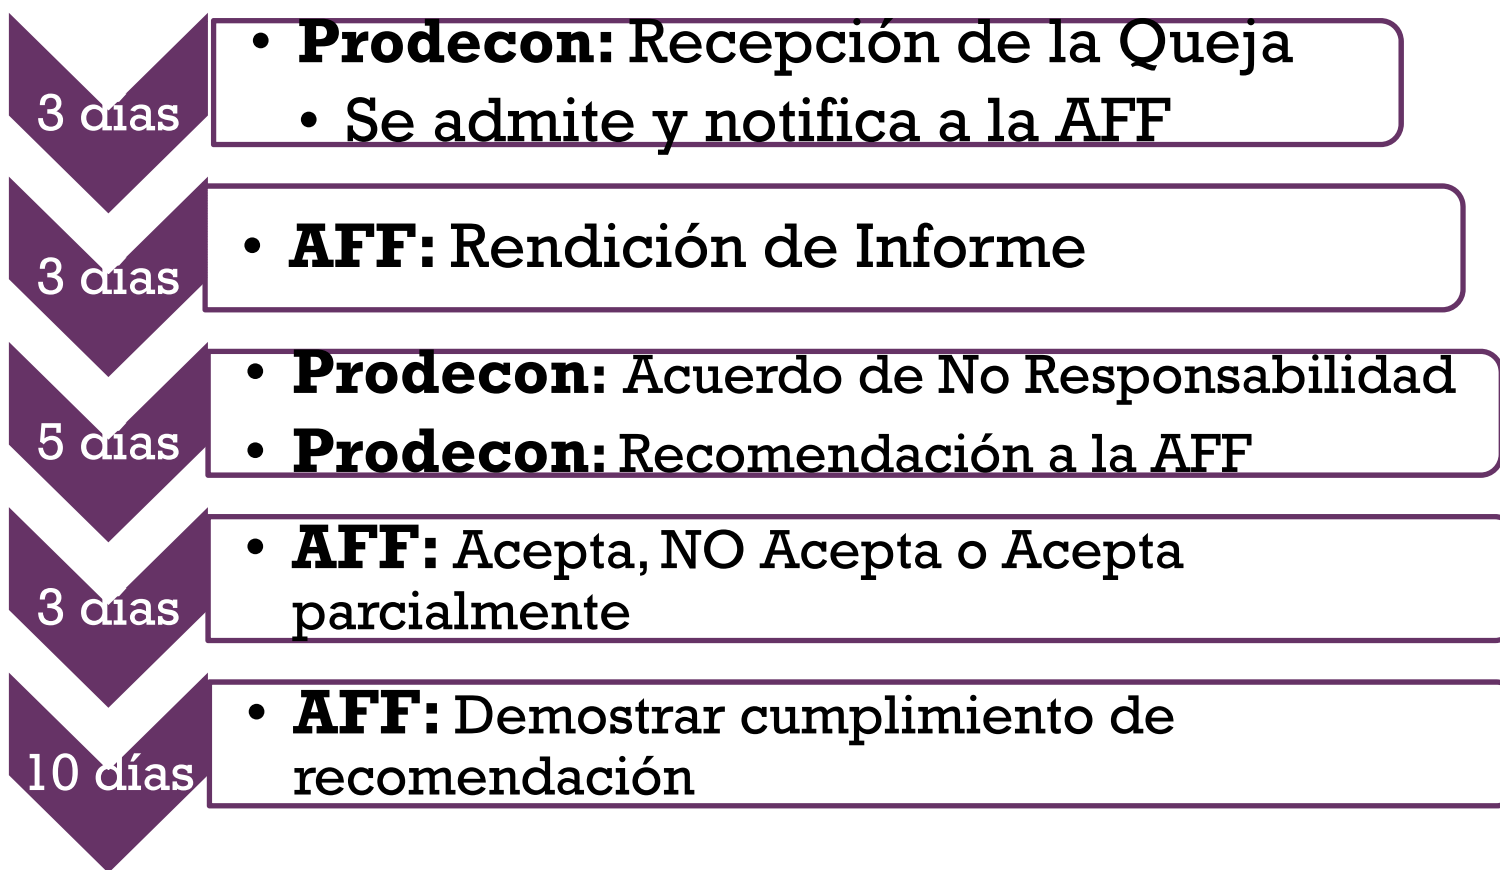 3 días
• Prodecon: Recepción de la Queja
• Se admite y notifica a la AFF
3 días
• AFF: Rendición de Informe
5 días
• Prodecon: Acuerdo de No Responsabilidad
• Prodecon: Recomendación a la AFF
3 días
• AFF: Acepta, NO Acepta o Acepta
parcialmente
10 días
• AFF: Demostrar cumplimiento de
recomendación